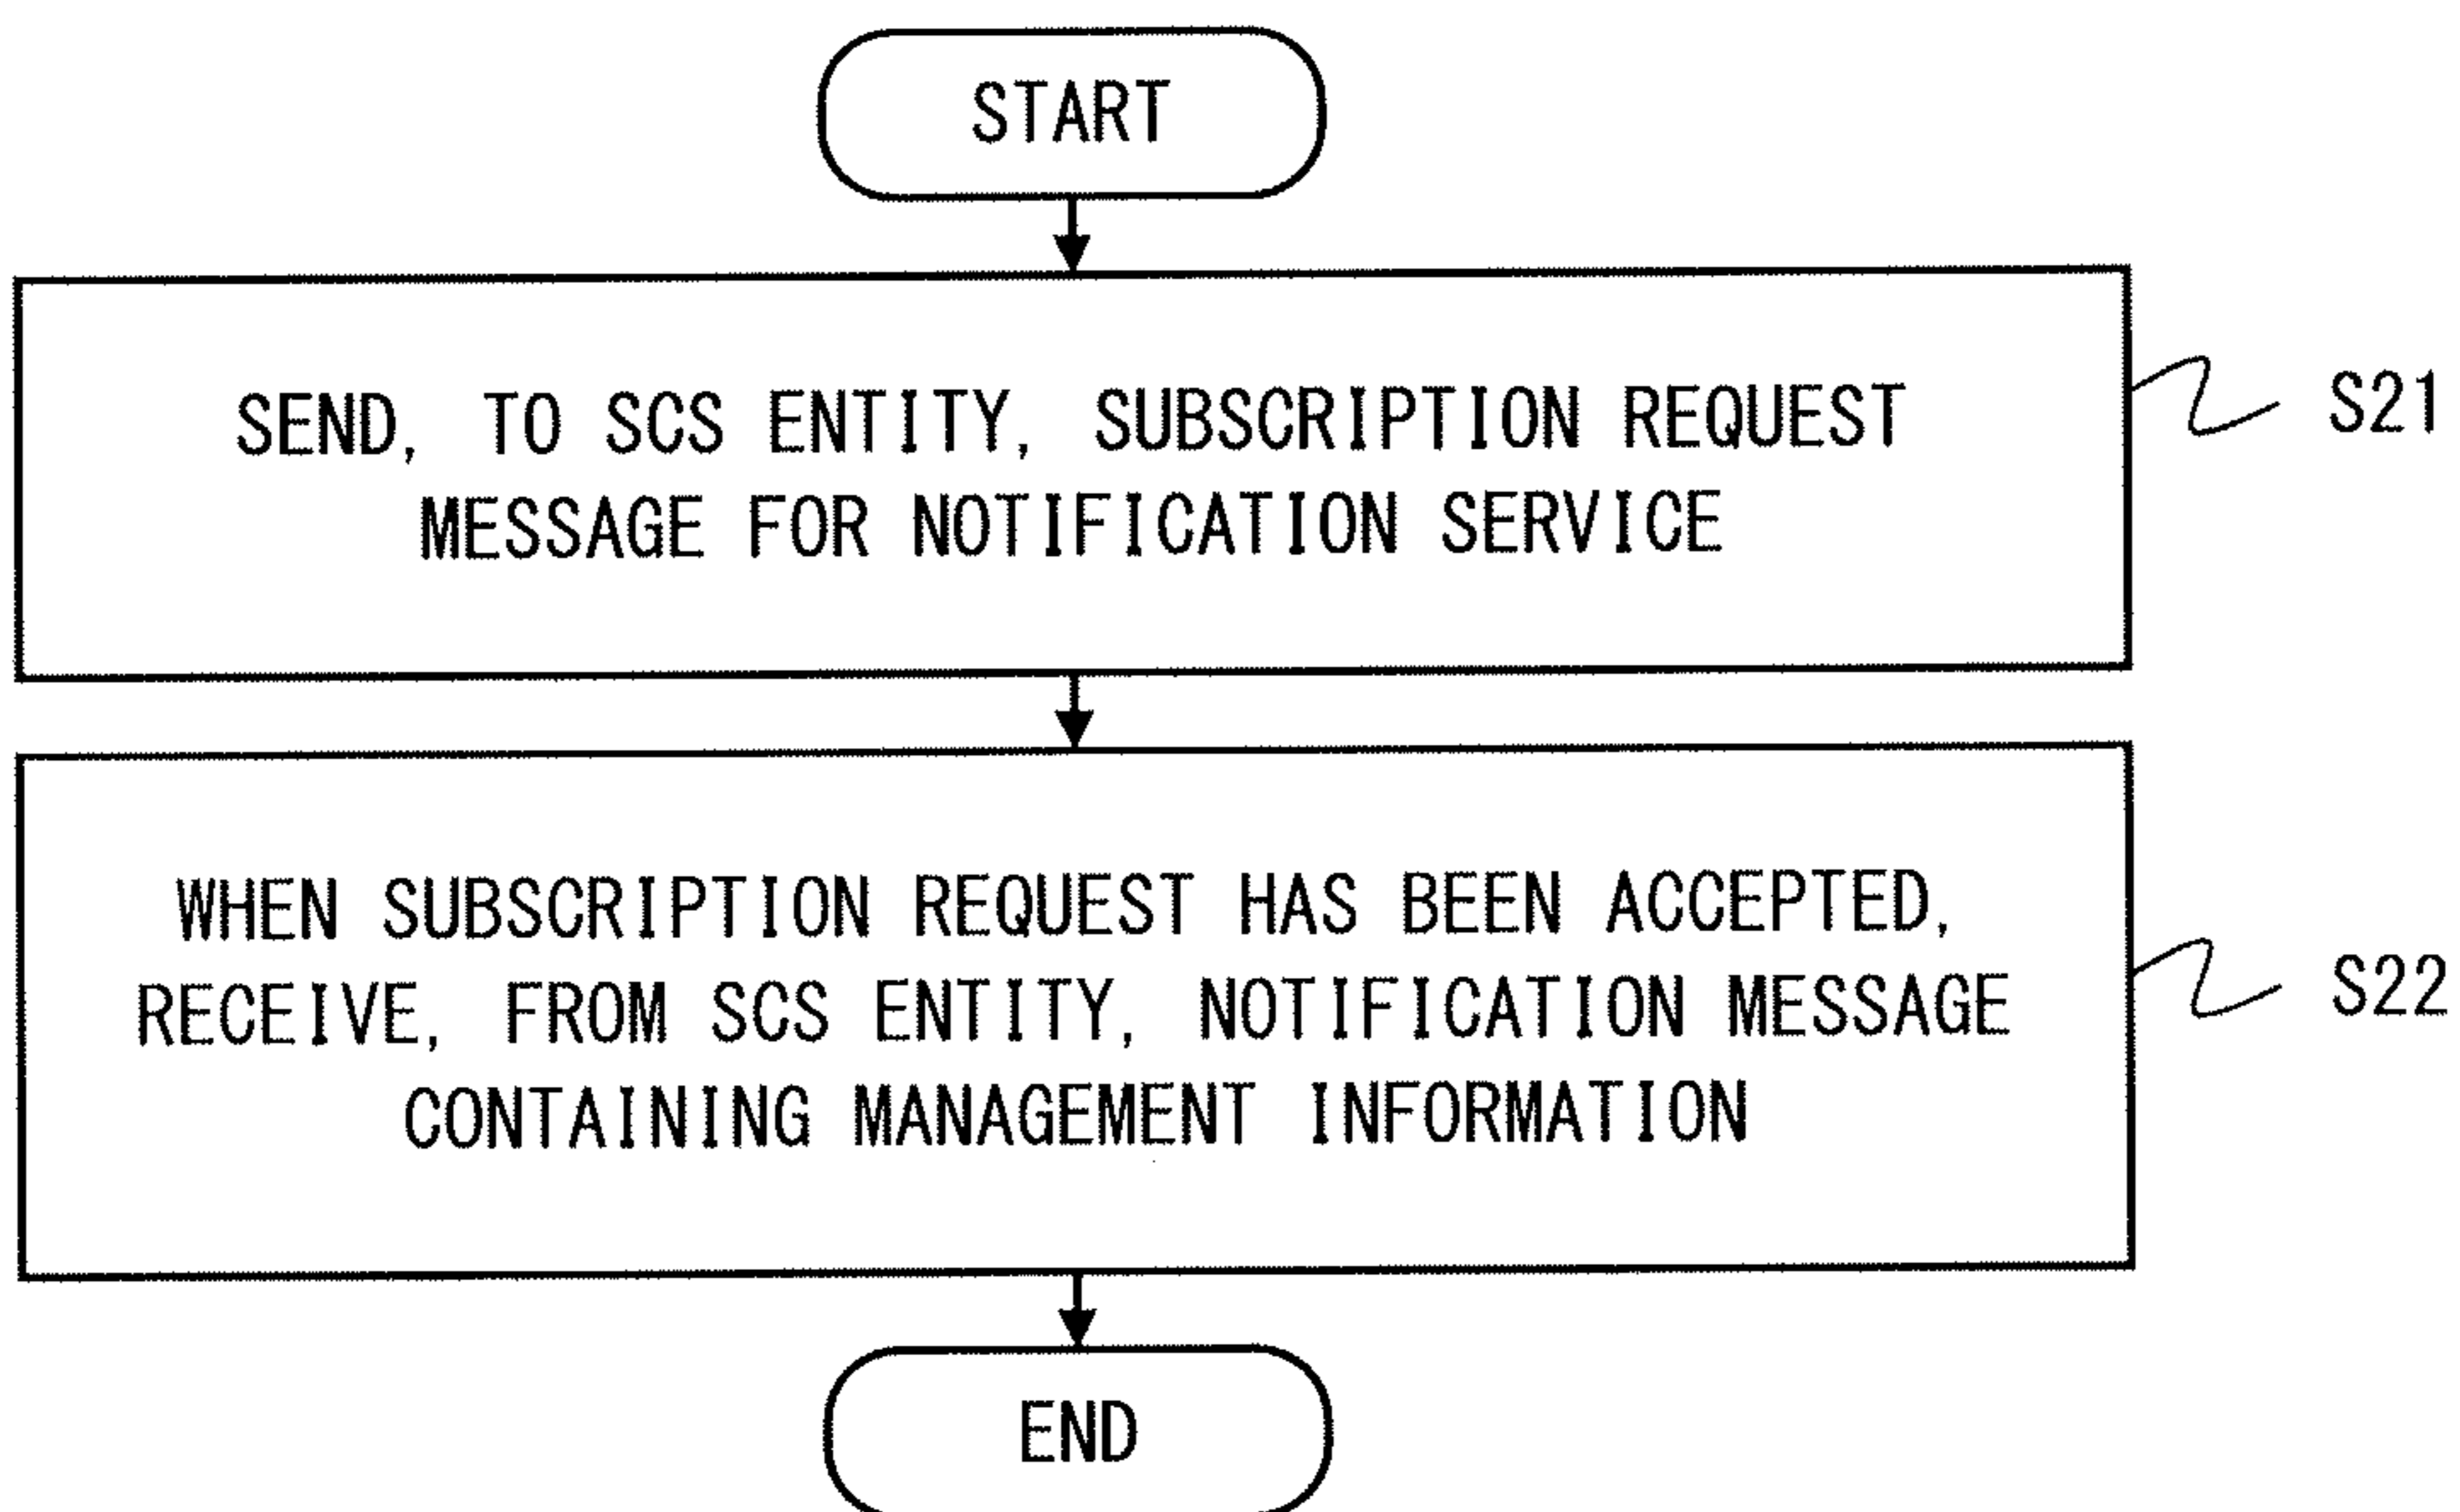 START
SEND, TO SCS ENTITY, SUBSCRIPTION REQUEST
MESSAGE FOR NOTIFICATION SERVICE
S21
WHEN SUBSCRIPTION REQUEST HAS BEEN ACCEPTED,
RECEIVE, FROM SCS ENTITY, NOTIFICATION MESSAGE
CONTAINING MANAGEMENT INFORMATION
S22
END